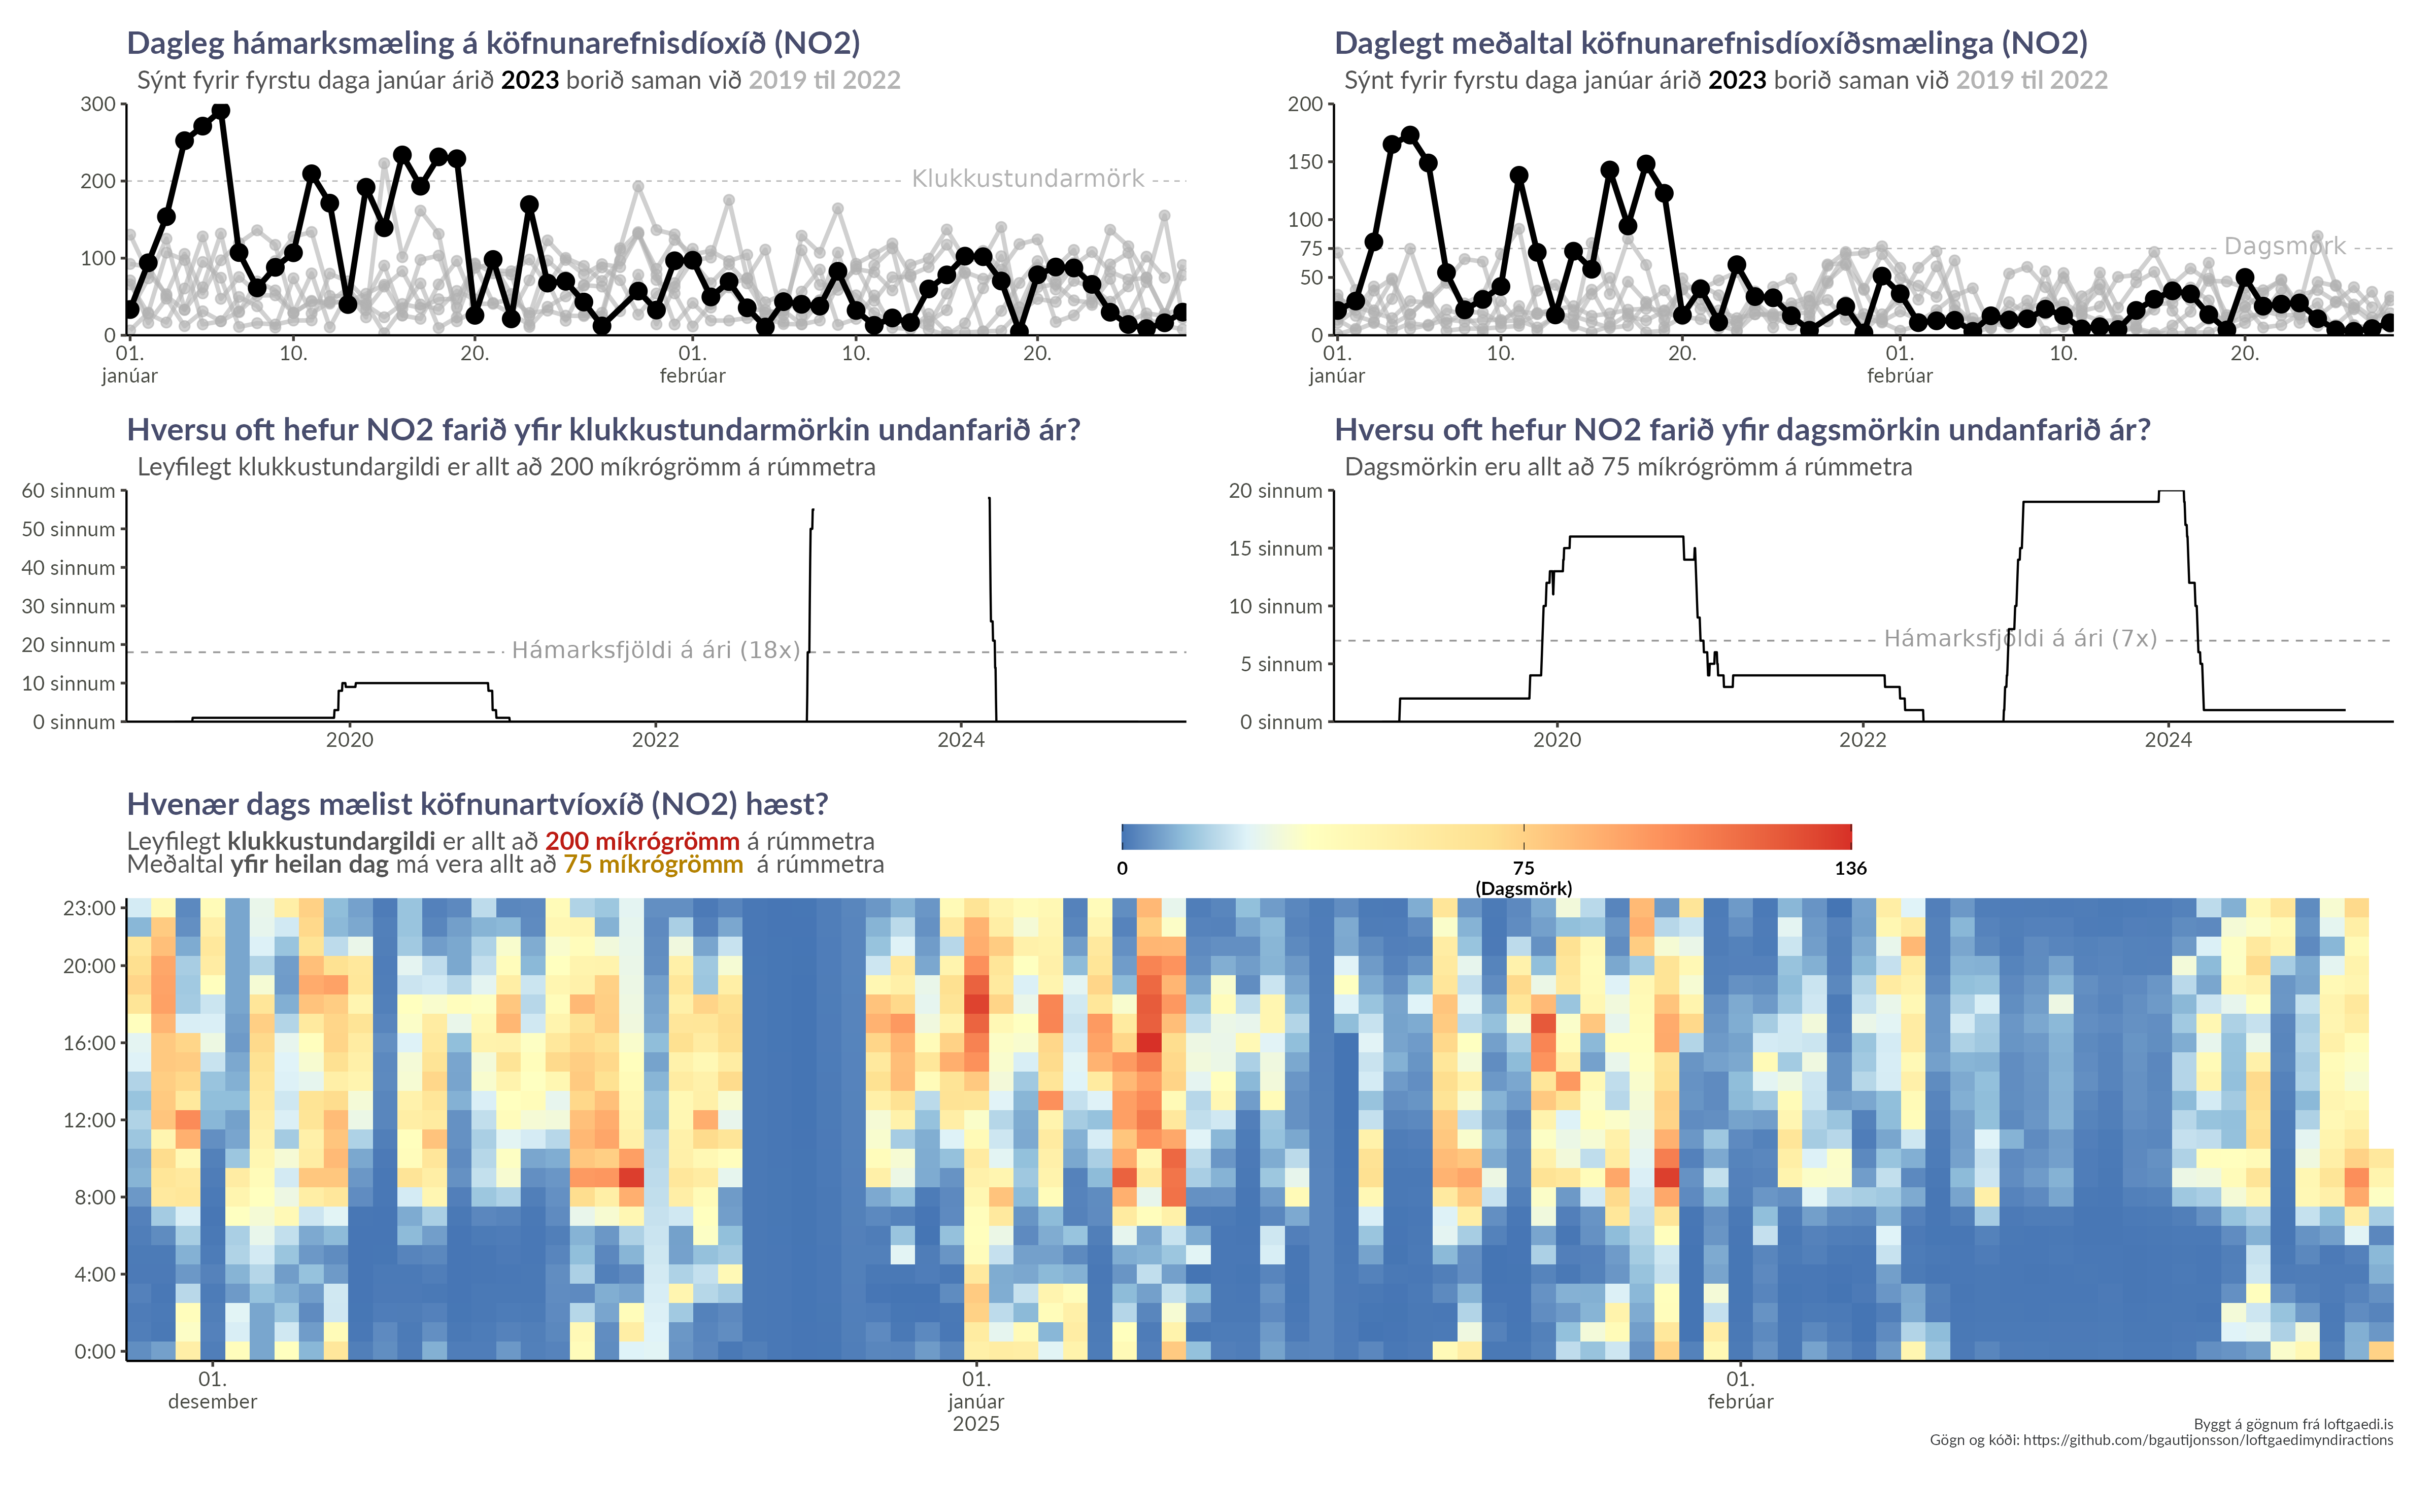 Dagleg hámarksmæling á köfnunarefnisdíoxíð (NO2)
Sýnt fyrir fyrstu daga janúar árið 2023 borið saman við 2019 til 2022
300
200
100
0
Klukkustundarmörk
01.
janúar
10.
20.
01.
febrúar
10.
20.
Daglegt meðaltal köfnunarefnisdíoxíðsmælinga (NO2)
Sýnt fyrir fyrstu daga janúar árið 2023 borið saman við 2019 til 2022
200
150
100
75
50
0
Dagsmörk
01.
janúar
10.
20.
01.
febrúar
10.
20.
Hversu oft hefur NO2 farið yfir klukkustundarmörkin undanfarið ár?
Leyfilegt klukkustundargildi er allt að 200 míkrógrömm á rúmmetra
60 sinnum
50 sinnum
40 sinnum
30 sinnum
20 sinnum
10 sinnum
0 sinnum
Hámarksfjöldi á ári (18x)
2020
2022
2024
Hversu oft hefur NO2 farið yfir dagsmörkin undanfarið ár?
Dagsmörkin eru allt að 75 míkrógrömm á rúmmetra
20 sinnum
15 sinnum
10 sinnum
5 sinnum
0 sinnum
Hámarksfjöldi á ári (7x)
2020
2022
2024
Hvenær dags mælist köfnunartvíoxíð (NO2) hæst?
Leyfilegt klukkustundargildi er allt að 200 míkrógrömm á rúmmetra
Meðaltal yfir heilan dag má vera allt að 75 míkrógrömm á rúmmetra
0
75
(Dagsmörk)
136
23:00
20:00
16:00
12:00
8:00
4:00
0:00
01.
desember
01.
janúar
2025
01.
febrúar
Byggt á gögnum frá loftgaedi.is
Gögn og kóði: https://github.com/bgautijonsson/loftgaedimyndiractions